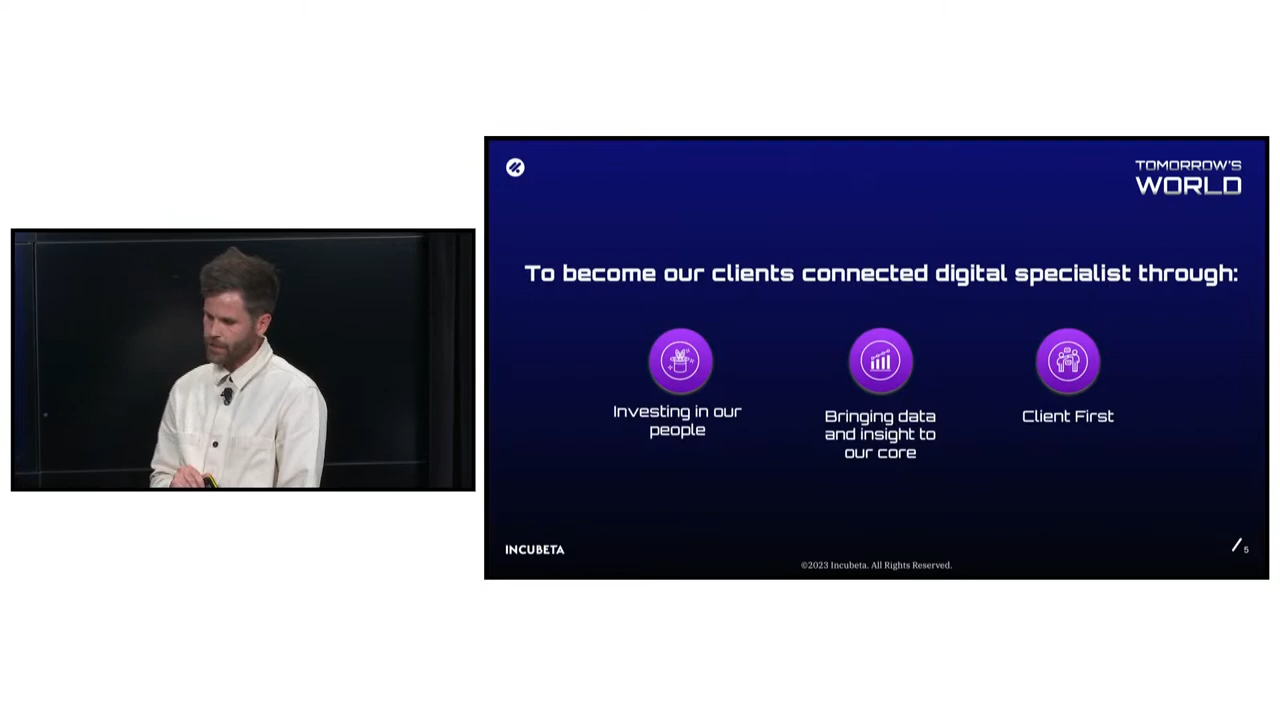 TOMORROW'S
WORLD
To become our clients connected digital specialist through:
Investing in our
people
Bringing data
and insight to
our core
Client First
INCUBETA
5
©2023 Incubeta. All Rights Reserved.